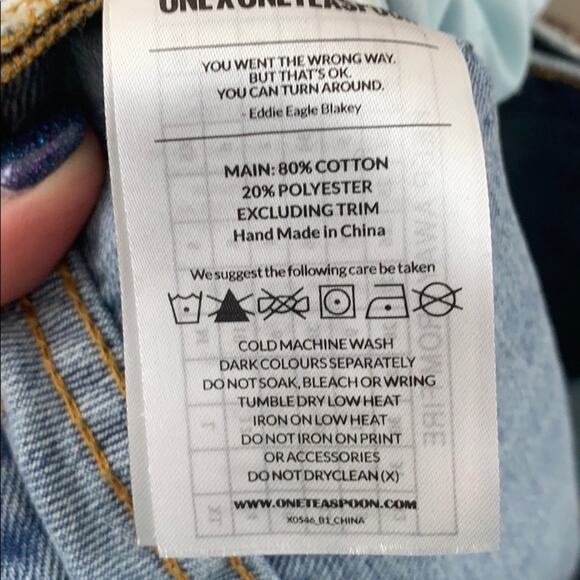 ONE X ONETEASPOON
YOU WENT THE WRONG WAY.
BUT THAT'S OK.
YOU CAN TURN AROUND.
- Eddie Eagle Blakey
MAIN: 80% COTTON
20% POLYESTER
EXCLUDING TRIM
Hand Made in China
We suggest the following care be taken
COLD MACHINE WASH
DARK COLOURS SEPARATELY
DO NOT SOAK, BLEACH OR WRING
TUMBLE DRY LOW HEAT
IRON ON LOW HEAT
DO NOT IRON ON PRINT
OR ACCESSORIES
DO NOT DRYCLEAN (X)
WWW.ONETEASPOON.COM
X0546_B1_CHINA